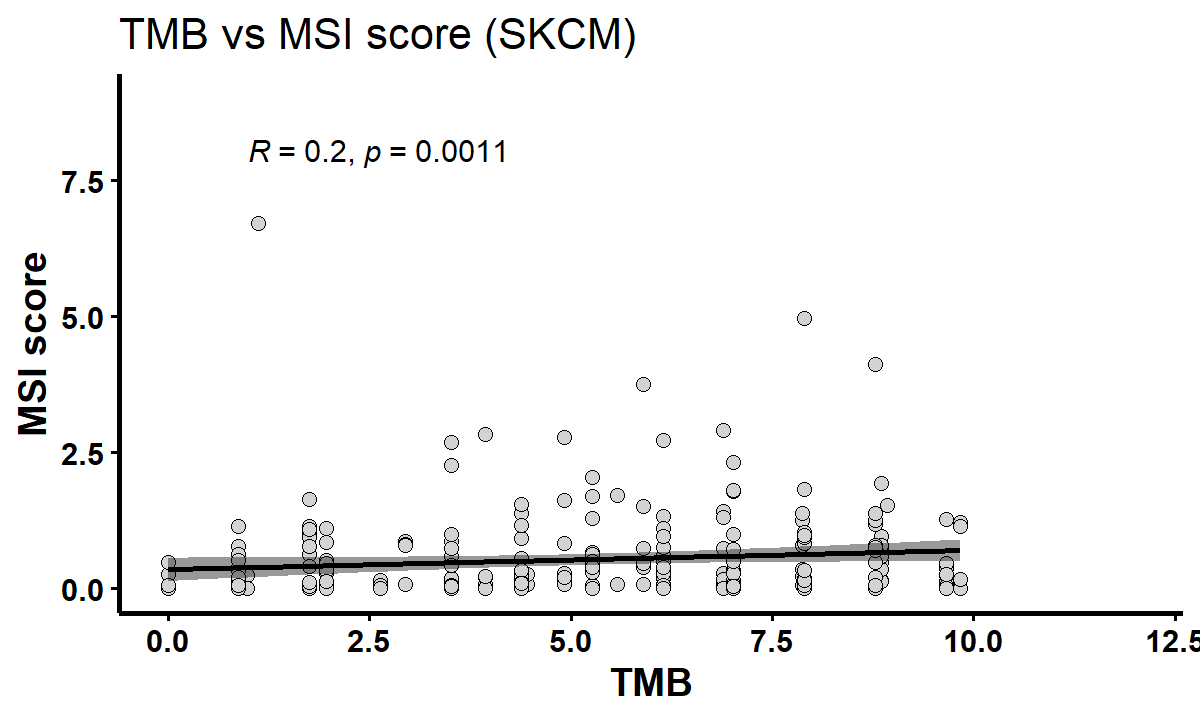 TMB vs MSI score (SKCM)
R = 0.2, p = 0.0011
7.5
5.0
2.5
0.0
MSI score
0.0 2.5 5.0 7.5 10.0 12.5
TMB